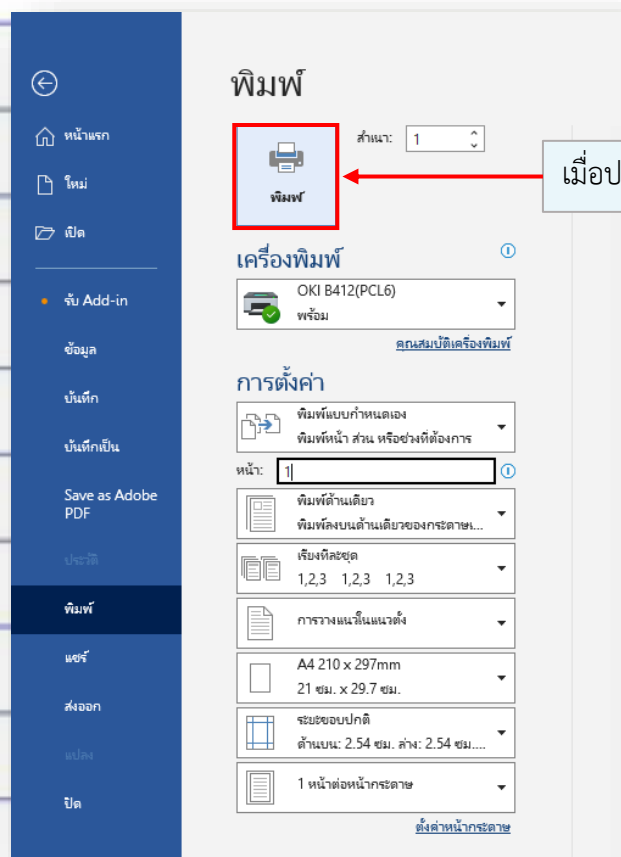 พิมพ์
หน้าแรก
ใหม่
เปิด
รับ Add-in
ข้อมูล
บันทึก
บันทึกเป็น
Save as Adobe
PDF
ประวัติ
พิมพ์
แชร์
ส่งออก
แปลง
ปิด
สำเนา: 1
พิมพ์
เมื่อป
เครื่องพิมพ์
OKI B412(PCL6)
พร้อม
คุณสมบัติเครื่องพิมพ์
การตั้งค่า
พิมพ์แบบกำหนดเอง
พิมพ์หน้า ส่วน หรือช่วงที่ต้องการ
หน้า: 1
พิมพ์ด้านเดียว
พิมพ์ลงบนด้านเดียวของกระดาษเ...
เรียงทีละชุด
1,2,3 1,2,3 1,2,3
การวางแนวในแนวตั้ง
A4 210 x 297mm
21 ซม. x 29.7 ซม.
ระยะขอบปกติ
ด้านบน: 2.54 ซม. ล่าง: 2.54 ซม....
1 หน้าต่อหน้ากระดาษ
ตั้งค่าหน้ากระดาษ